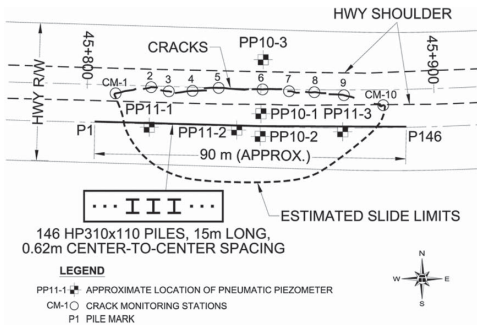 HWY SHOULDER
45+800
45+900
PP10-3
CRACKS
HWY R/W
CM-1
2
3
4
5
6
7
8
9
CM-10
PP11-1
PP10-1
PP11-3
P1
PP11-2
PP10-2
P146
90 m (APPROX.)
... III ...
ESTIMATED SLIDE LIMITS
146 HP310x110 PILES, 15m LONG,
0.62m CENTER-TO-CENTER SPACING
N
W
E
S
LEGEND
PP11-1 APPROXIMATE LOCATION OF PNEUMATIC PIEZOMETER
CM-1 CRACK MONITORING STATIONS
P1 PILE MARK